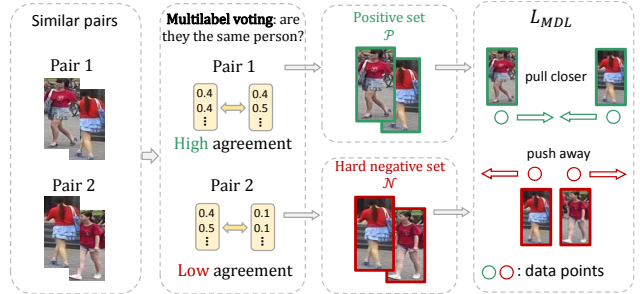 Similar pairs
Pair 1
Pair 2
Multilabel voting: are
they the same person?
Pair 1
0.4
0.4
⋮
0.4
0.5
⋮
High agreement
Pair 2
0.4
0.5
⋮
0.1
0.1
⋮
Low agreement
Positive set
𝒫
Hard negative set
𝒩
L_MDL
pull closer
push away
: data points